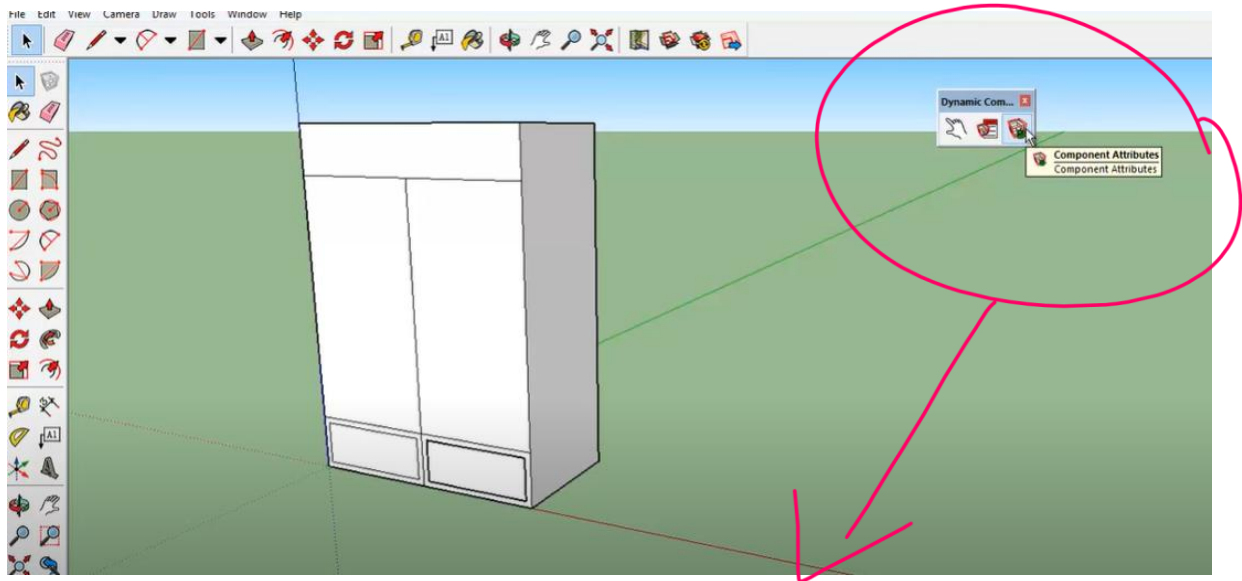 File Edit View Camera Draw Tools Window Help
A1
Dynamic Com...
Component Attributes
Component Attributes
A1